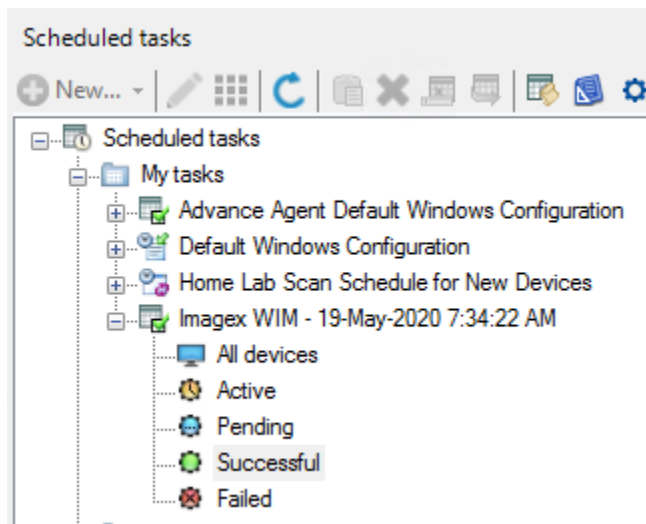 Scheduled tasks
New...
Scheduled tasks
My tasks
Advance Agent Default Windows Configuration
Default Windows Configuration
Home Lab Scan Schedule for New Devices
Imagex WIM - 19-May-2020 7:34:22 AM
All devices
Active
Pending
Successful
Failed